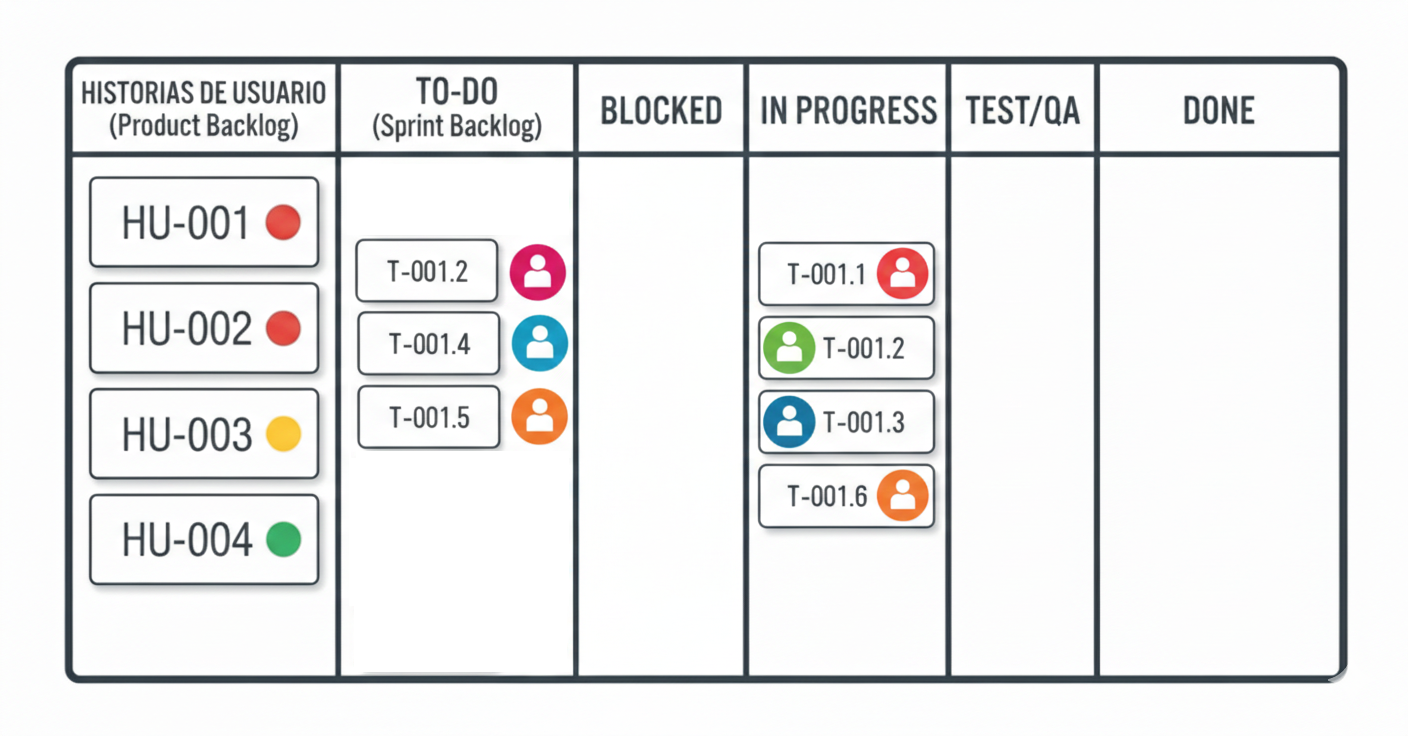 HISTORIAS DE USUARIO
(Product Backlog)
TO-DO
(Sprint Backlog)
BLOCKED
IN PROGRESS
TEST/QA
DONE
HU-001
HU-002
HU-003
HU-004
T-001.2
T-001.4
T-001.5
T-001.1
T-001.2
T-001.3
T-001.6